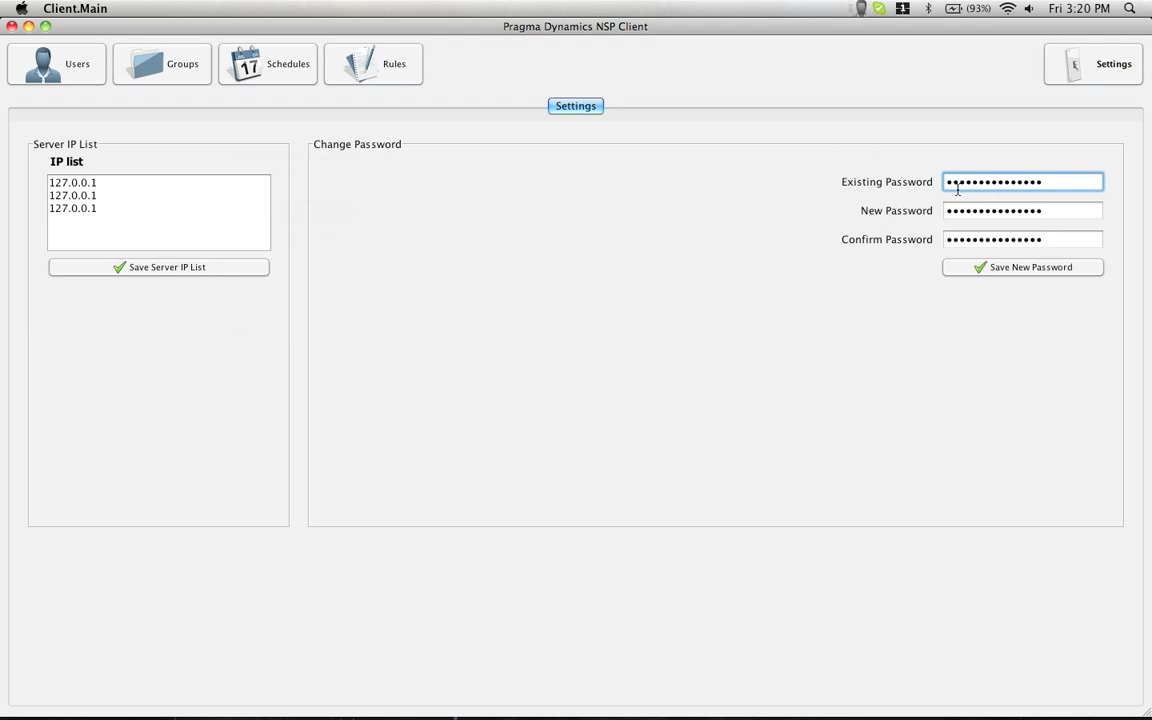 Client.Main
(93%)
Fri 3:20 PM
Pragma Dynamics NSP Client
Users
Groups
17
Schedules
Rules
Settings
Settings
Server IP List
IP list
127.0.0.1
127.0.0.1
127.0.0.1
Save Server IP List
Change Password
Existing Password
•••••••••••••••
New Password
•••••••••••••••
Confirm Password
•••••••••••••••
Save New Password